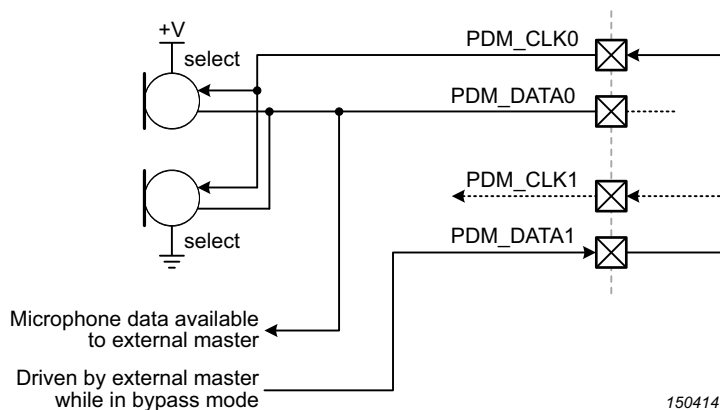 +V
select
PDM_CLK0
PDM_DATA0
PDM_CLK1
select
PDM_DATA1
Microphone data available
to external master
Driven by external master
while in bypass mode
150414